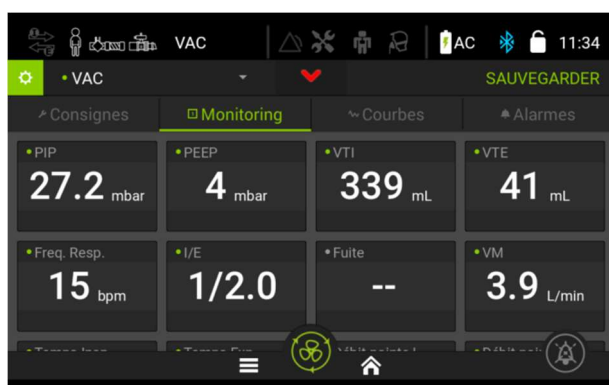 VAC AC 11:34
• VAC SAUVEGARDER
Consignes Monitoring Courbes Alarmes
• PIP • PEEP • VTI • VTE
27.2 mbar 4 mbar 339 mL 41 mL
• Freq. Resp. • I/E • Fuite • VM
15 bpm 1/2.0 -- 3.9 L/min